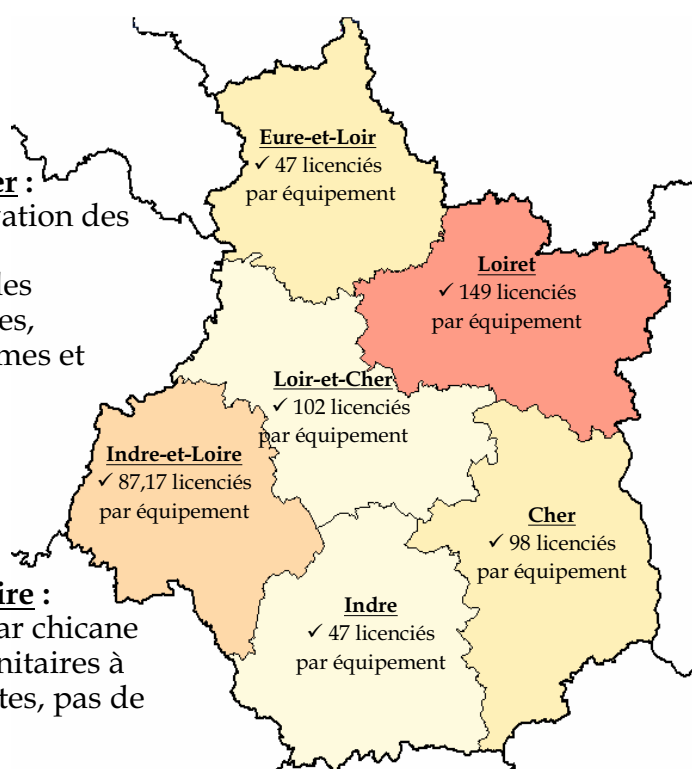 Eure-et-Loir
✓ 47 licenciés
par équipement
er :
vation des
les
es,
mes et
Loiret
✓ 149 licenciés
par équipement
Loir-et-Cher
✓ 102 licenciés
par équipement
Indre-et-Loire
✓ 87,17 licenciés
par équipement
Cher
✓ 98 licenciés
par équipement
Indre
✓ 47 licenciés
par équipement
ire :
ar chicane
nitaires à
tes, pas de